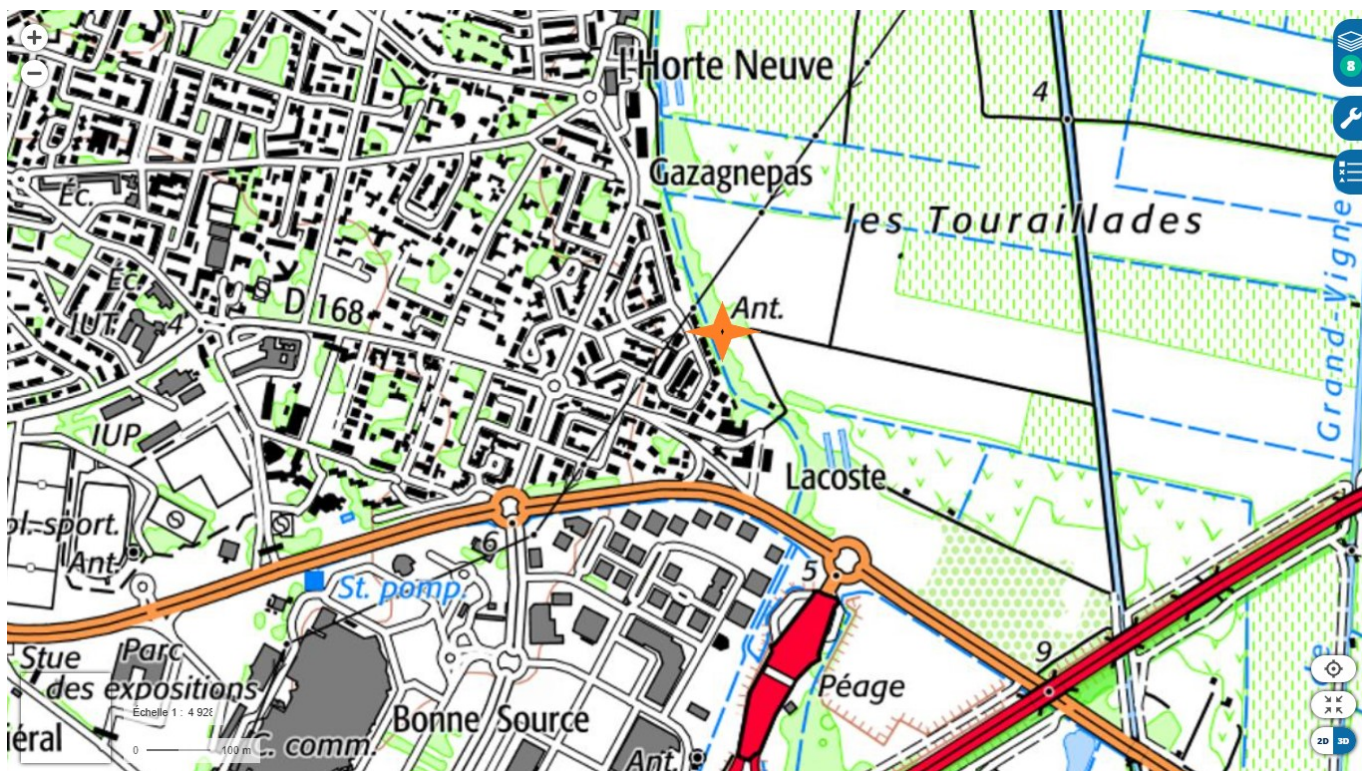 +
−
8
l'Horte Neuve
4
Gazagnepas
Éc.
les Touraillades
Grand-Vigne
Éc.
IUT
4
D 168
Ant.
IUP
Lacoste
ol. sport.
Ant.
6
5
St. pomp.
9
Stue
Parc
des expositions
Péage
Échelle 1 : 4 928
0
100 m
iéral
C. comm.
Bonne Source
Ant.
2D
3D